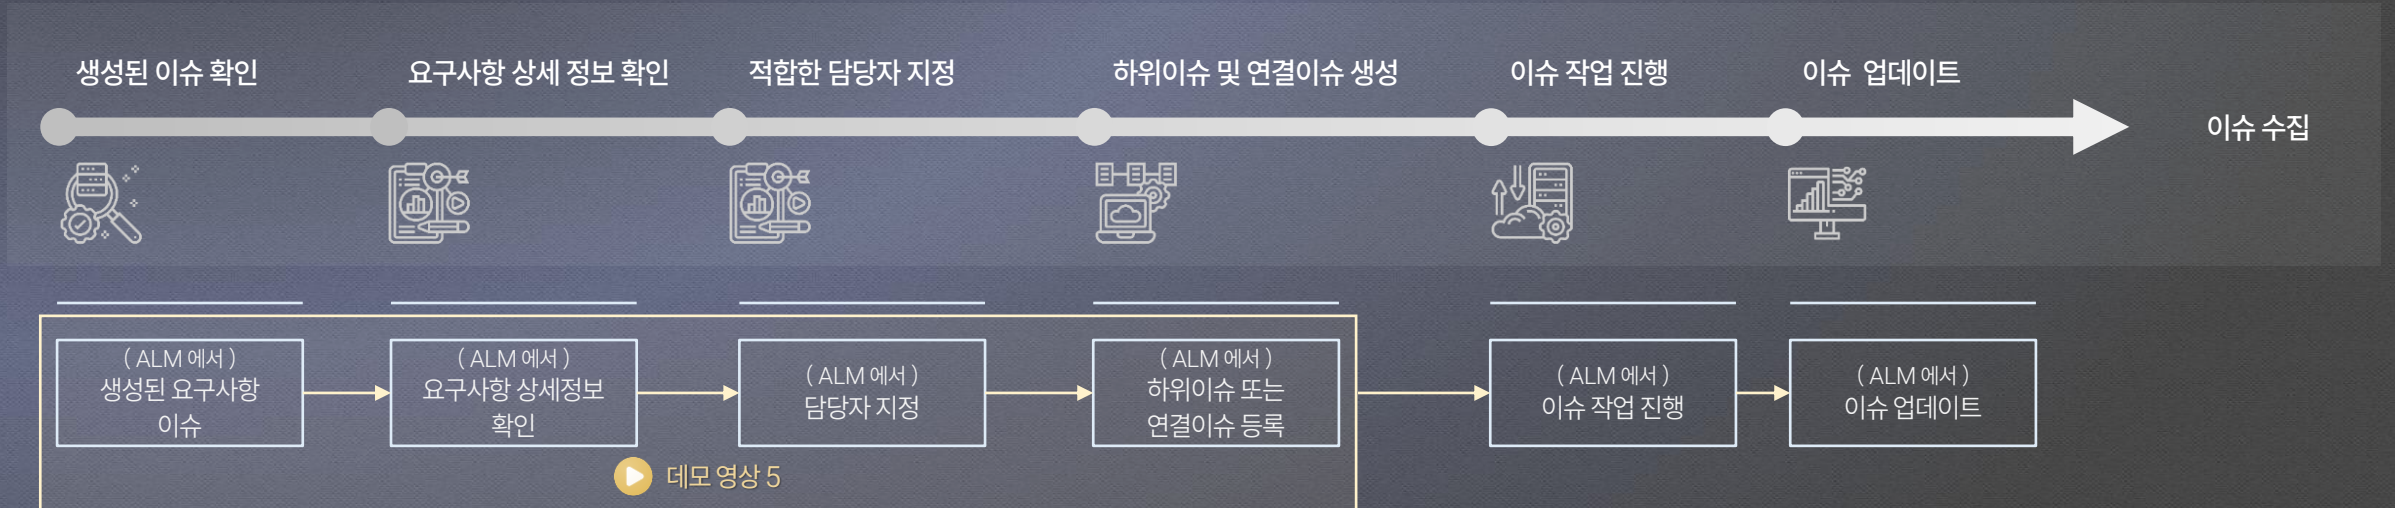 생성된 이슈 확인
요구사항 상세 정보 확인
적합한 담당자 지정
하위이슈 및 연결이슈 생성
이슈 작업 진행
이슈 업데이트
이슈 수집
( ALM 에서 )
생성된 요구사항
이슈
( ALM 에서 )
요구사항 상세정보
확인
( ALM 에서 )
담당자 지정
( ALM 에서 )
하위이슈 또는
연결이슈 등록
( ALM 에서 )
이슈 작업 진행
( ALM 에서 )
이슈 업데이트
데모 영상 5